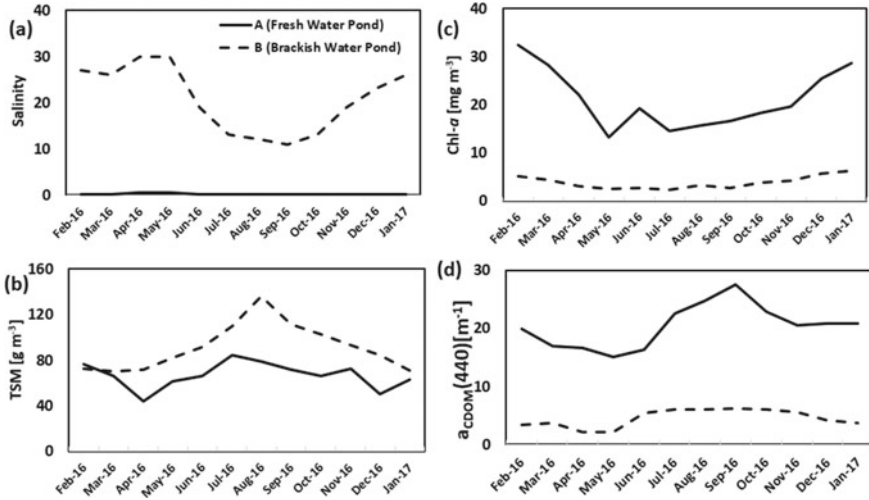 (a)
40
30
20
10
0
Salinity
A (Fresh Water Pond)
B (Brackish Water Pond)
Feb-16 Mar-16 Apr-16 May-16 Jun-16 Jul-16 Aug-16 Sep-16 Oct-16 Nov-16 Dec-16 Jan-17
(c)
40
30
20
10
0
Chl-a [mg m⁻³]
Feb-16 Mar-16 Apr-16 May-16 Jun-16 Jul-16 Aug-16 Sep-16 Oct-16 Nov-16 Dec-16 Jan-17
(b)
160
120
80
40
0
TSM [g m⁻³]
Feb-16 Mar-16 Apr-16 May-16 Jun-16 Jul-16 Aug-16 Sep-16 Oct-16 Nov-16 Dec-16 Jan-17
(d)
30
20
10
0
aCDOM(440)[m⁻¹]
Feb-16 Mar-16 Apr-16 May-16 Jun-16 Jul-16 Aug-16 Sep-16 Oct-16 Nov-16 Dec-16 Jan-17